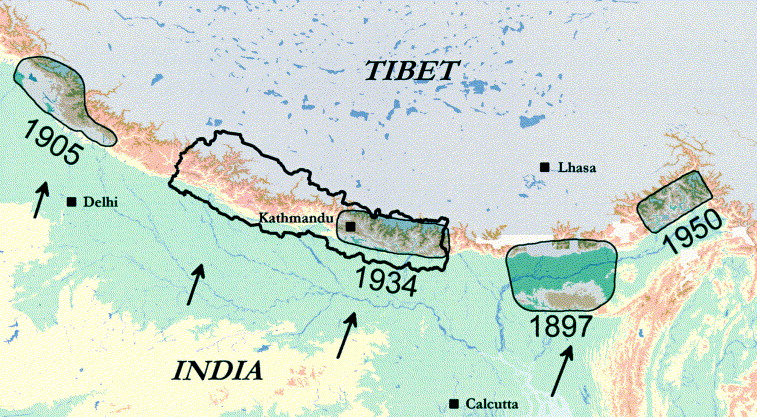 TIBET
1905
Lhasa
Delhi
Kathmandu
1950
1934
1897
INDIA
Calcutta